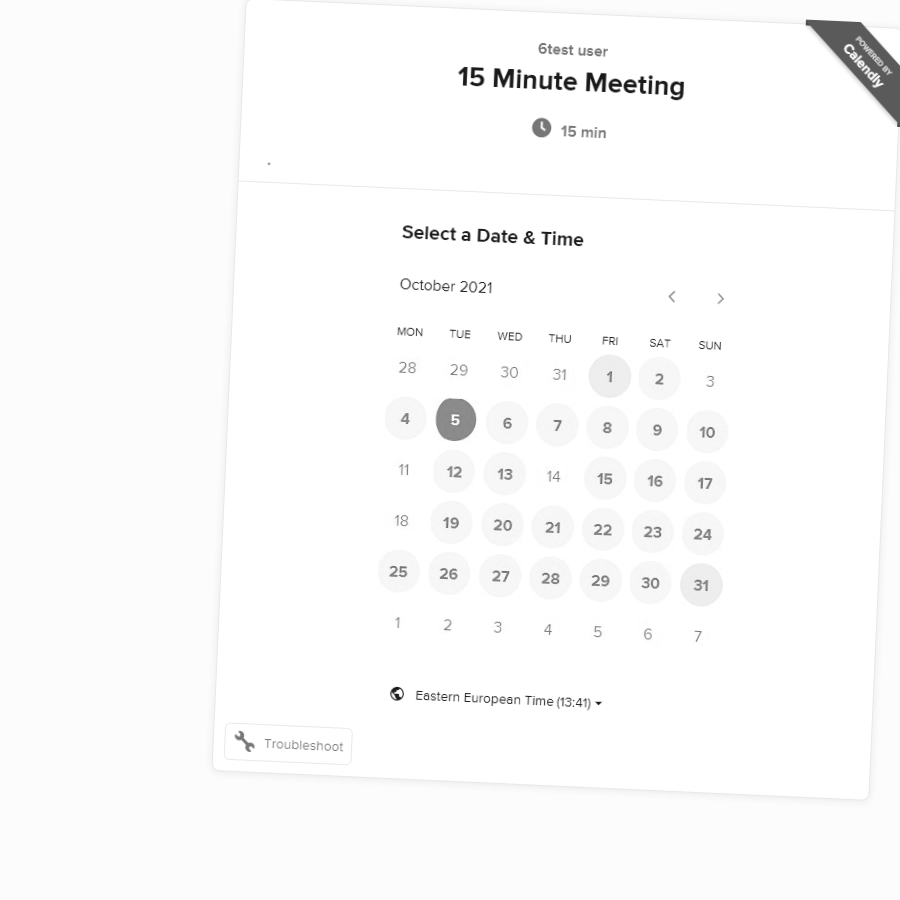 6test user
POWERED BY
Calendly
15 Minute Meeting
15 min
.
Select a Date & Time
October 2021
MON TUE WED THU FRI SAT SUN
28 29 30 31 1 2 3
4 5 6 7 8 9 10
11 12 13 14 15 16 17
18 19 20 21 22 23 24
25 26 27 28 29 30 31
1 2 3 4 5 6 7
Eastern European Time (13:41)
Troubleshoot